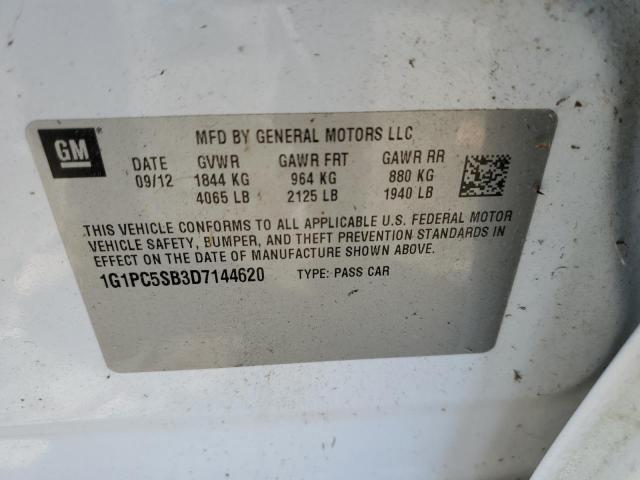 GM
MFD BY GENERAL MOTORS LLC
DATE GVWR GAWR FRT GAWR RR
09/12 1844 KG 964 KG 880 KG
4065 LB 2125 LB 1940 LB
THIS VEHICLE CONFORMS TO ALL APPLICABLE U.S. FEDERAL MOTOR
VEHICLE SAFETY, BUMPER, AND THEFT PREVENTION STANDARDS IN
EFFECT ON THE DATE OF MANUFACTURE SHOWN ABOVE.
1G1PC5SB3D7144620 TYPE: PASS CAR